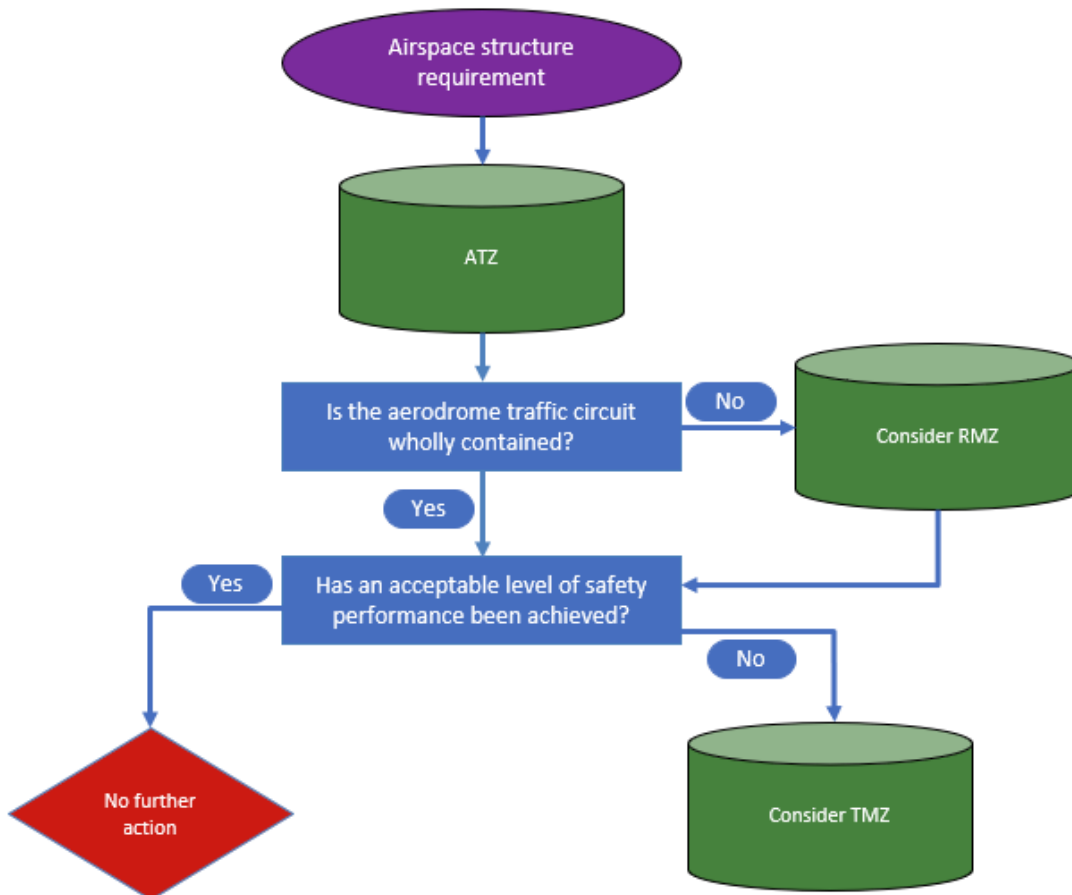 Airspace structure
requirement
ATZ
Is the aerodrome traffic circuit
wholly contained?
No
Consider RMZ
Yes
Has an acceptable level of safety
performance been achieved?
Yes
No
No further
action
Consider TMZ